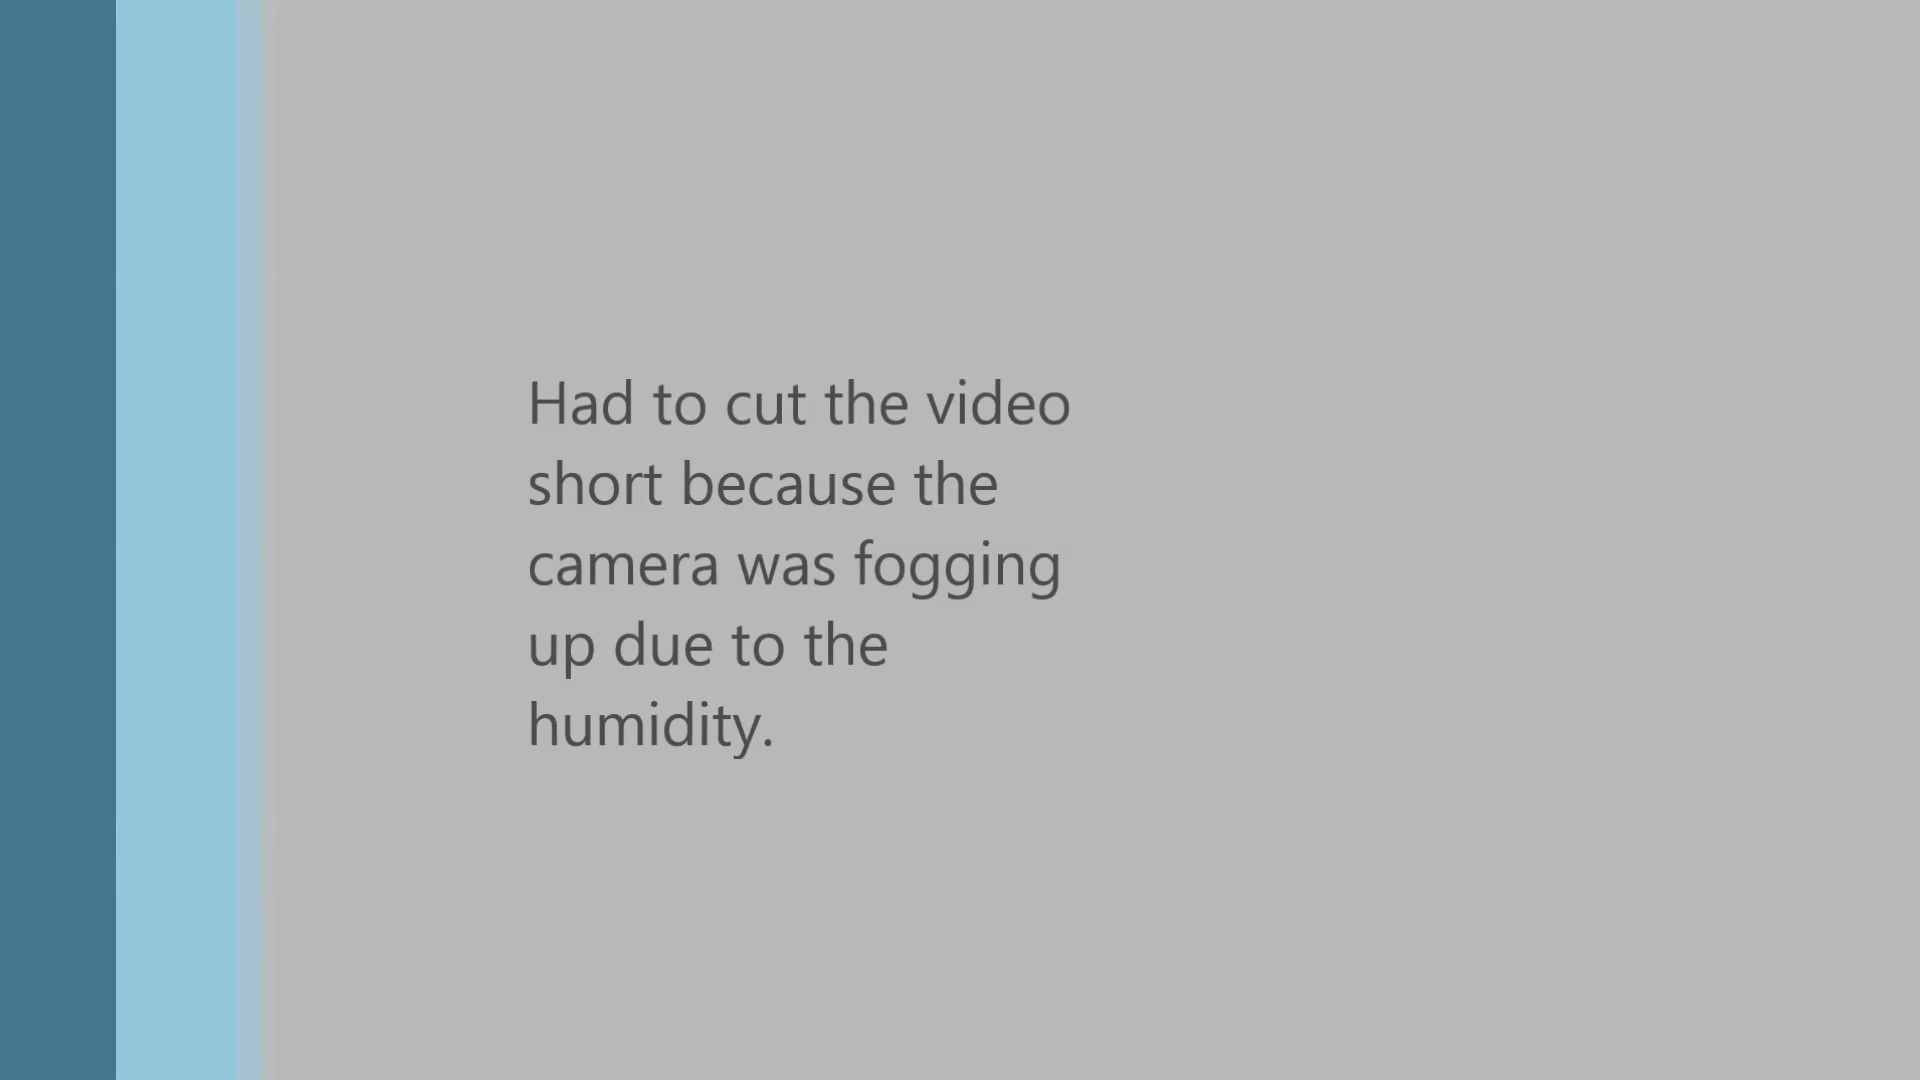 Had to cut the video
short because the
camera was fogging
up due to the
humidity.